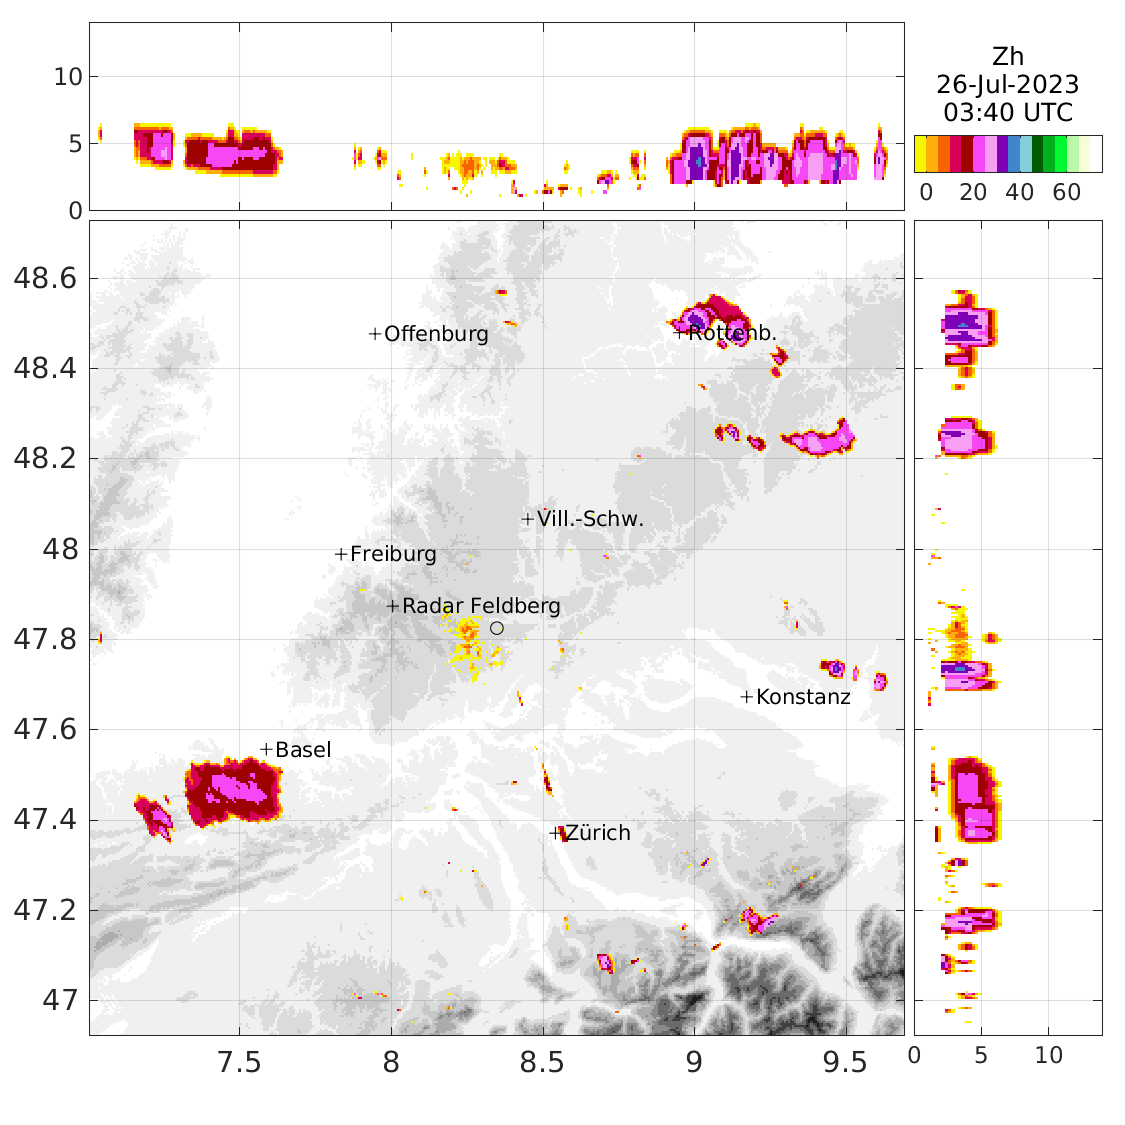 10
5
0
Zh
26-Jul-2023
03:40 UTC
0 20 40 60
48.6
48.4
48.2
48
47.8
47.6
47.4
47.2
47
Rottenb.
Offenburg
Vill.-Schw.
Freiburg
Radar Feldberg
Konstanz
Basel
Zürich
7.5 8 8.5 9 9.5
0 5 10